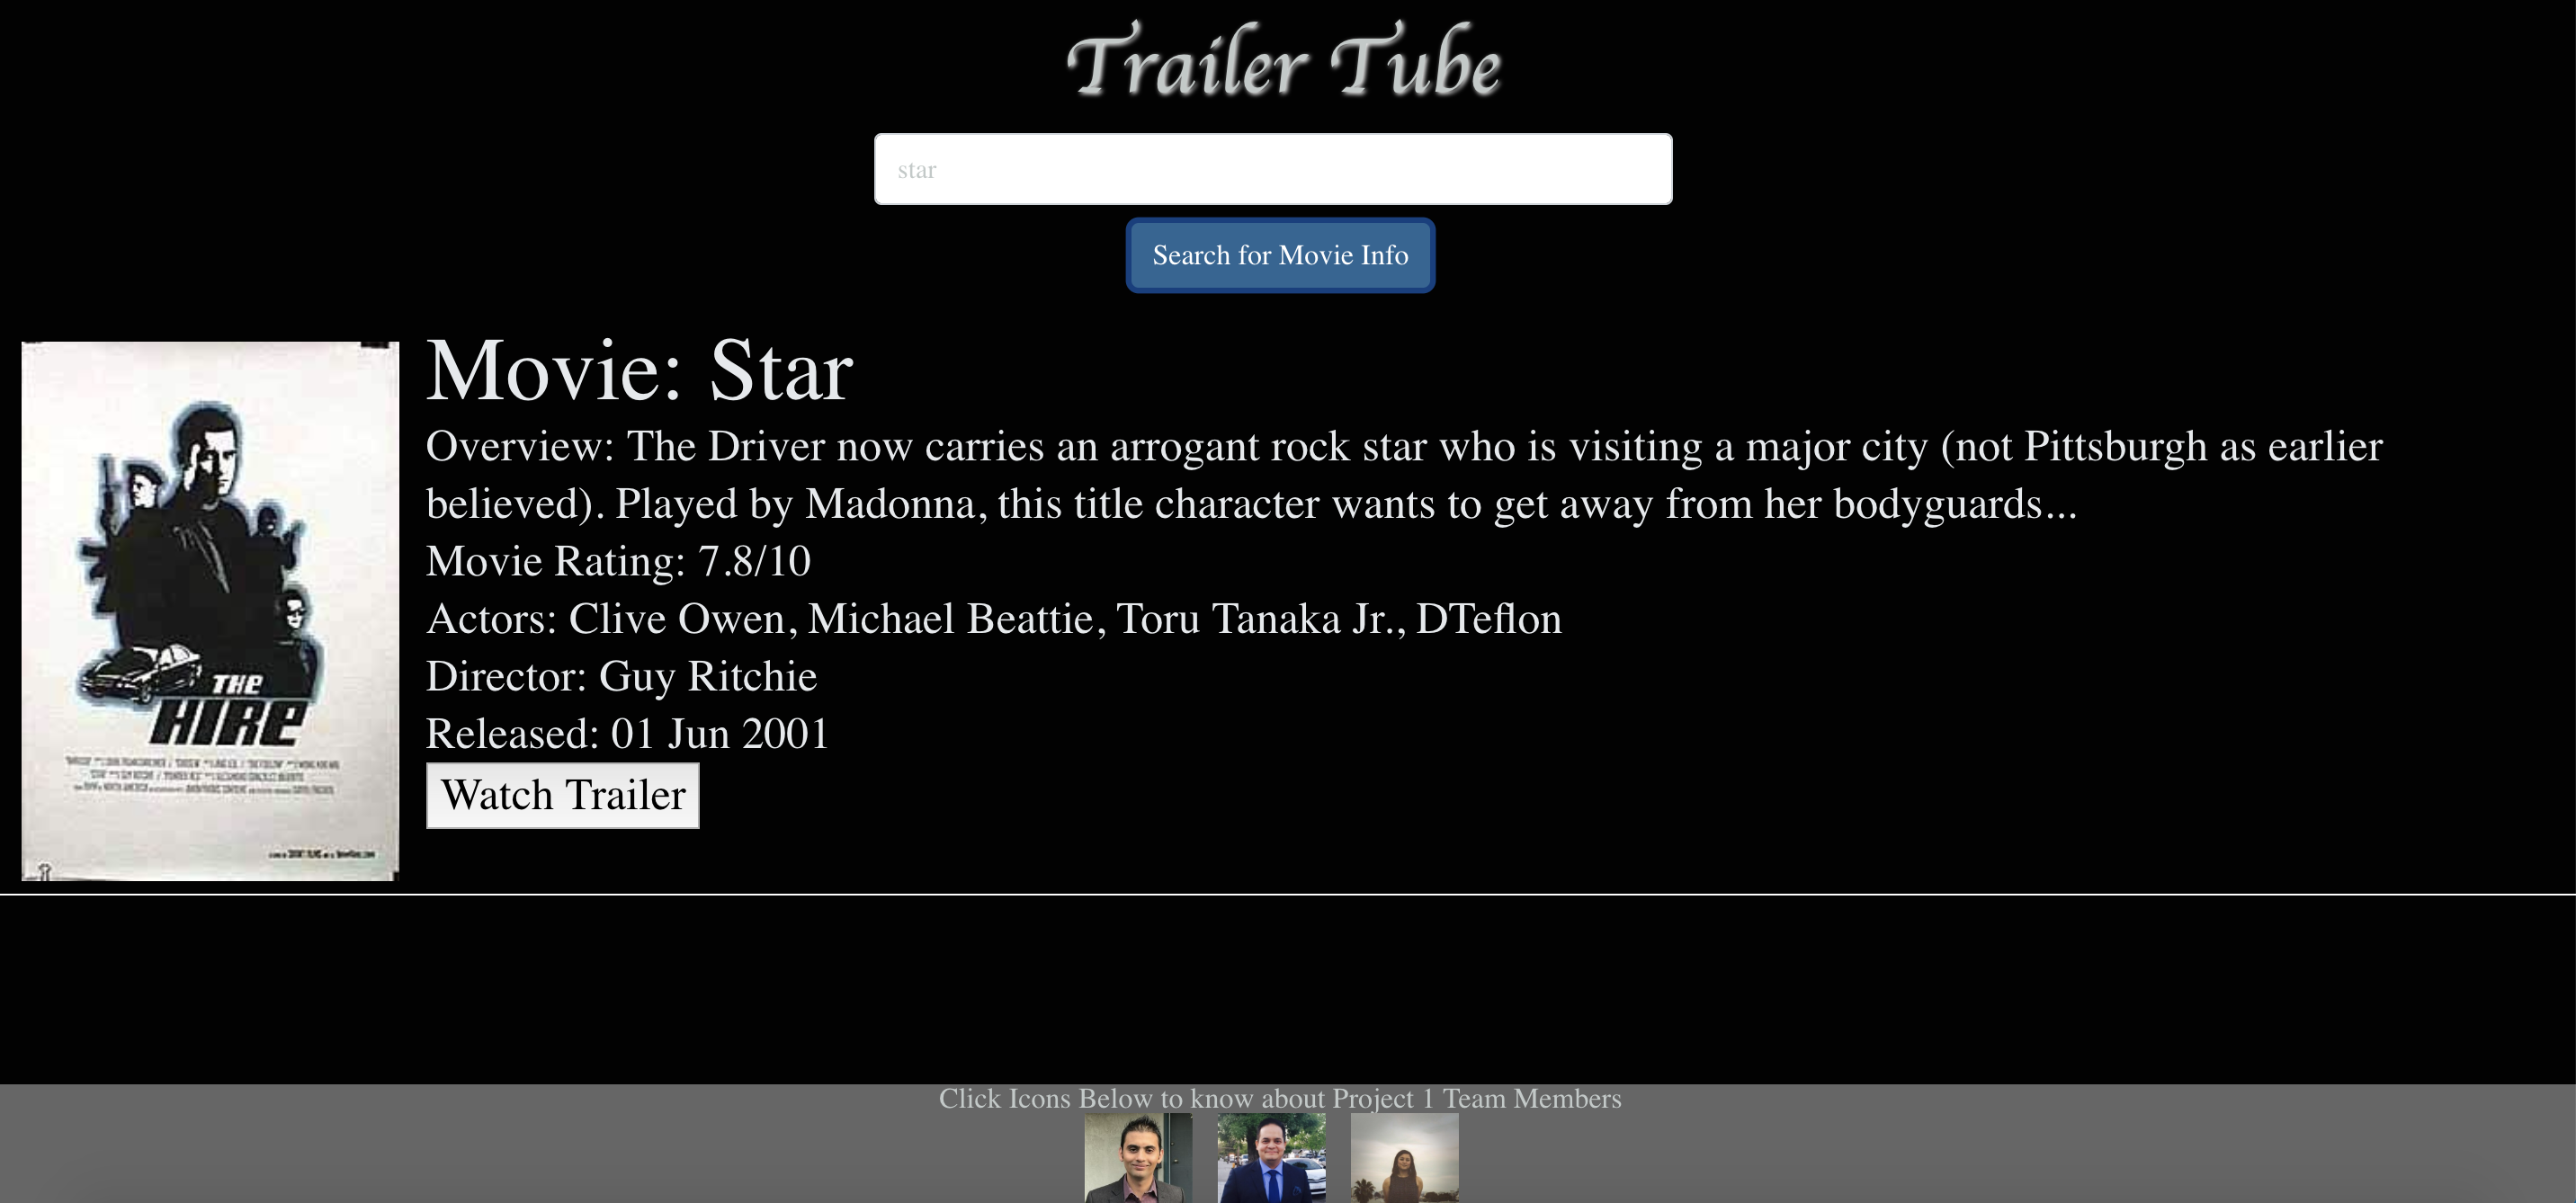 Trailer Tube
star
Search for Movie Info
Movie: Star
Overview: The Driver now carries an arrogant rock star who is visiting a major city (not Pittsburgh as earlier
believed). Played by Madonna, this title character wants to get away from her bodyguards...
Movie Rating: 7.8/10
Actors: Clive Owen, Michael Beattie, Toru Tanaka Jr., DTeflon
Director: Guy Ritchie
Released: 01 Jun 2001
Watch Trailer
THE
HIRE
Click Icons Below to know about Project 1 Team Members